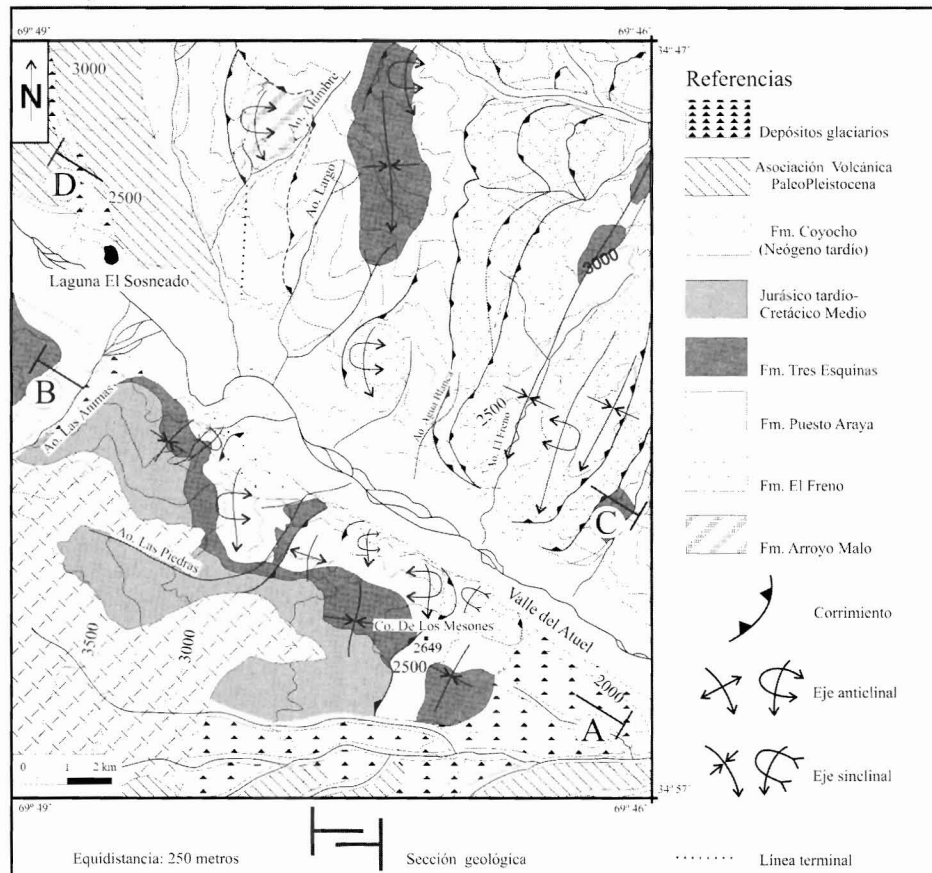 69° 49'
69° 46'
34° 47'
N
3000
D
2500
Ao. Alumbre
Ao. Largo
Laguna El Sosneado
3000
B
Ao. Las Animas
Ao. Agua Blanca
2500
Ao. El Freno
C
Ao. Las Piedras
3500
3000
Co. De Los Mesones
2649
2500
Valle del Atuel
2000
A
0 1 2 km
69° 49'
69° 46'
34° 57'
Referencias
Depósitos glaciarios
Asociación Volcánica
PaleoPleistocena
Fm. Coyocho
(Neógeno tardío)
Jurásico tardío-
Cretácico Medio
Fm. Tres Esquinas
Fm. Puesto Araya
Fm. El Freno
Fm. Arroyo Malo
Corrimiento
Eje anticlinal
Eje sinclinal
Equidistancia: 250 metros
Sección geológica
Línea terminal